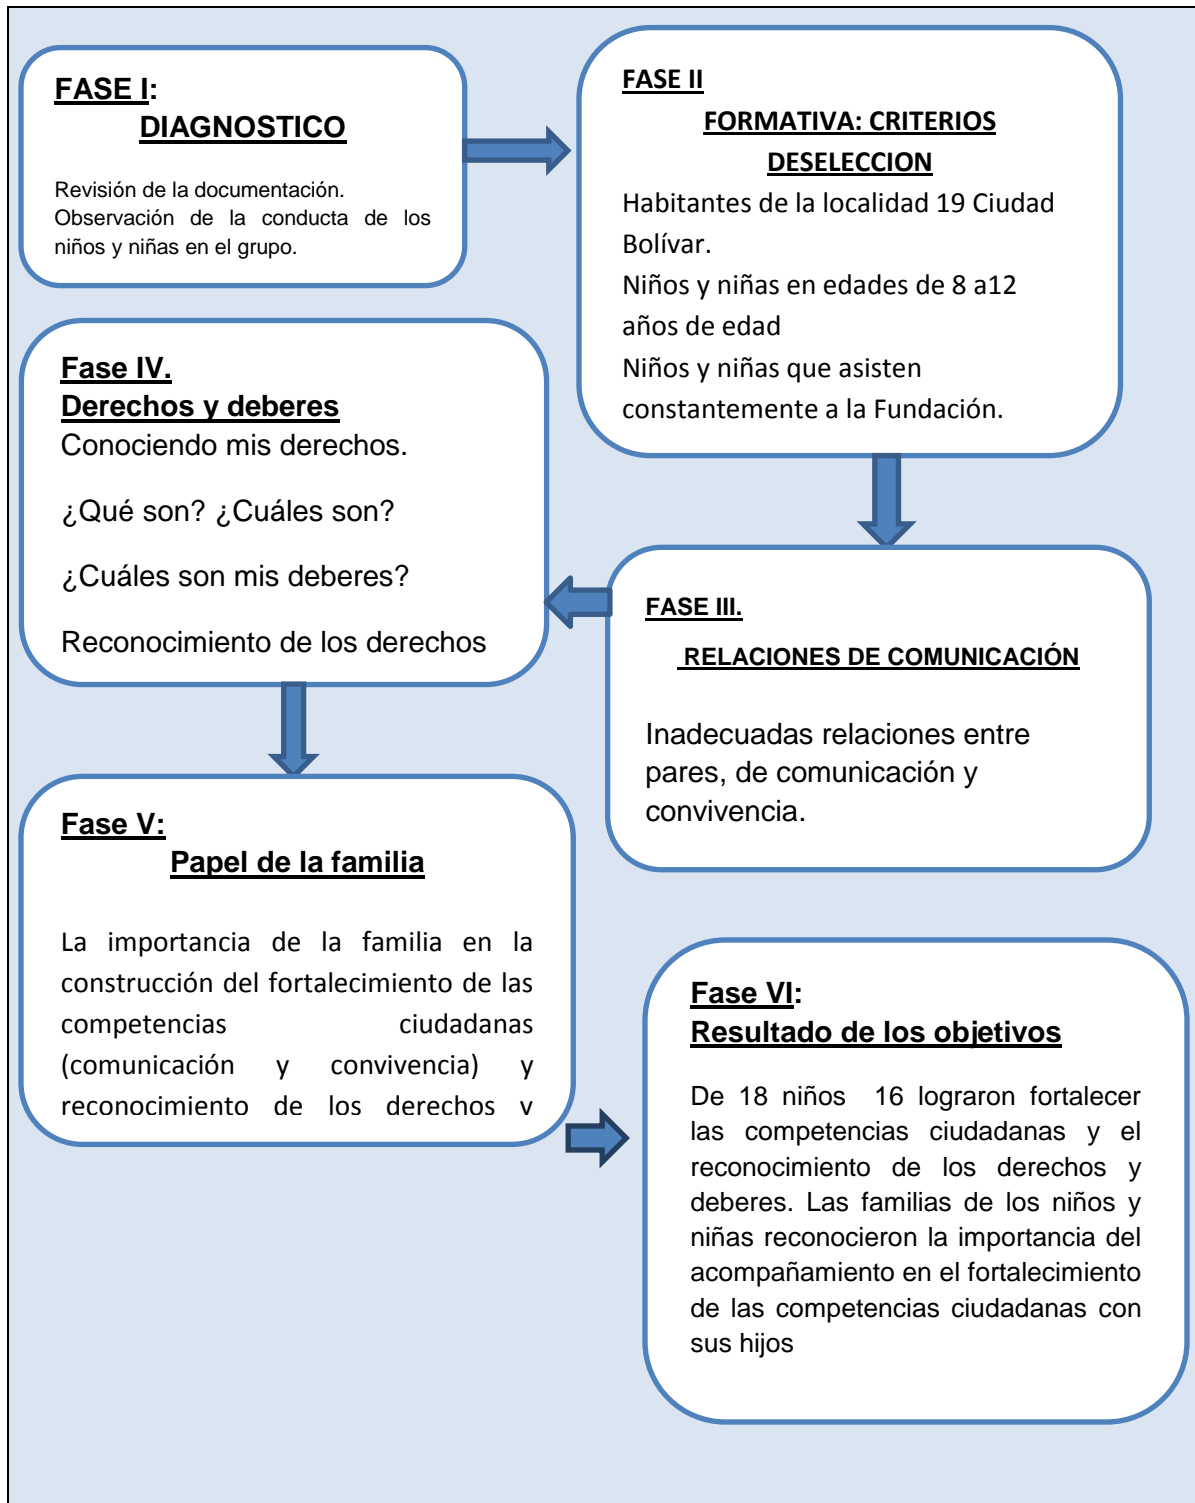 FASE I:
DIAGNOSTICO
Revisión de la documentación.
Observación de la conducta de los
niños y niñas en el grupo.
FASE II
FORMATIVA: CRITERIOS
DESELECCION
Habitantes de la localidad 19 Ciudad
Bolívar.
Niños y niñas en edades de 8 a12
años de edad
Niños y niñas que asisten
constantemente a la Fundación.
FASE III.
RELACIONES DE COMUNICACIÓN
Inadecuadas relaciones entre
pares, de comunicación y
convivencia.
Fase IV.
Derechos y deberes
Conociendo mis derechos.
¿Qué son? ¿Cuáles son?
¿Cuáles son mis deberes?
Reconocimiento de los derechos
Fase V:
Papel de la familia
La importancia de la familia en la
construcción del fortalecimiento de las
competencias ciudadanas
(comunicación y convivencia) y
reconocimiento de los derechos y
Fase VI:
Resultado de los objetivos
De 18 niños 16 lograron fortalecer
las competencias ciudadanas y el
reconocimiento de los derechos y
deberes. Las familias de los niños y
niñas reconocieron la importancia del
acompañamiento en el fortalecimiento
de las competencias ciudadanas con
sus hijos